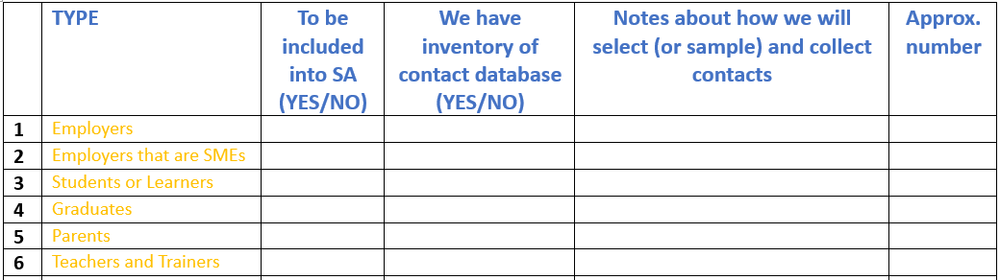 TYPE
To be included into SA (YES/NO)
We have inventory of contact database (YES/NO)
Notes about how we will select (or sample) and collect contacts
Approx. number
1 Employers
2 Employers that are SMEs
3 Students or Learners
4 Graduates
5 Parents
6 Teachers and Trainers